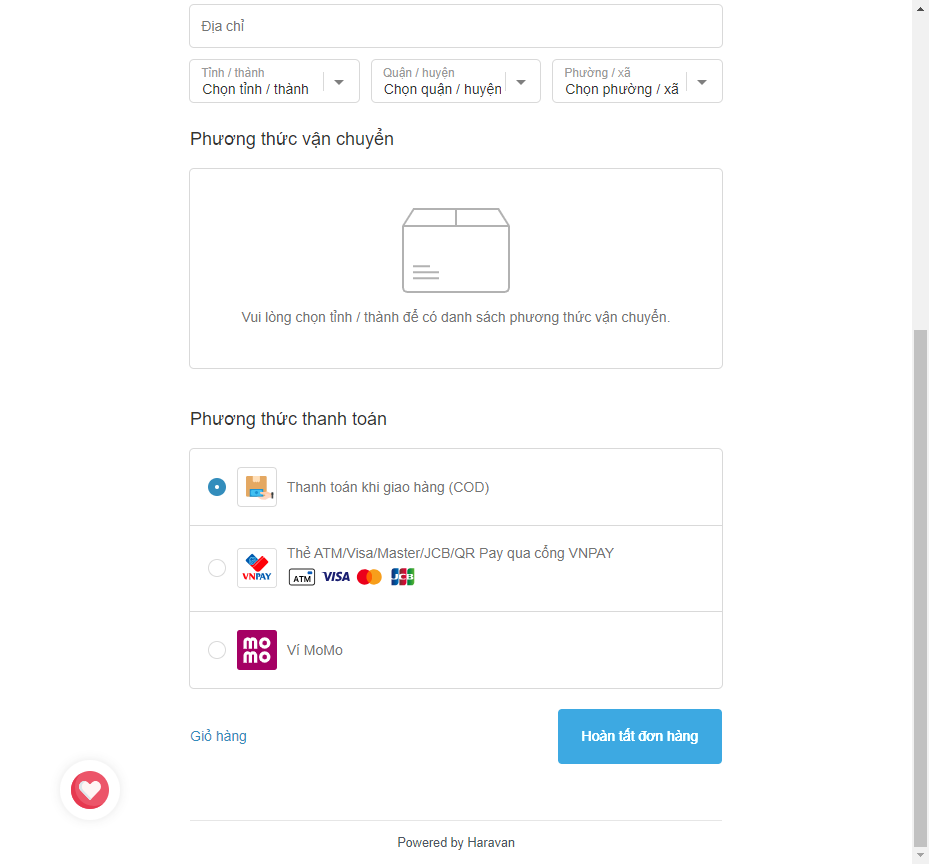 Địa chỉ
Tỉnh / thành
Chọn tỉnh / thành
Quận / huyện
Chọn quận / huyện
Phường / xã
Chọn phường / xã
Phương thức vận chuyển
Vui lòng chọn tỉnh / thành để có danh sách phương thức vận chuyển.
Phương thức thanh toán
Thanh toán khi giao hàng (COD)
Thẻ ATM/Visa/Master/JCB/QR Pay qua cổng VNPAY
VNPAY
ATM VISA JCB
MOMO
Ví MoMo
Giỏ hàng
Hoàn tất đơn hàng
Powered by Haravan